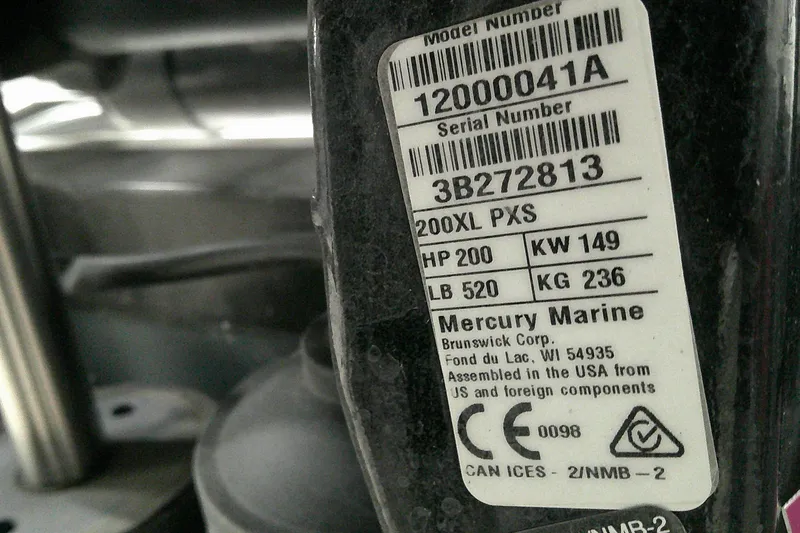 Model Number
12000041A
Serial Number
3B272813
200XL PXS
HP 200 KW 149
LB 520 KG 236
Mercury Marine
Brunswick Corp.
Fond du Lac, WI 54935
Assembled in the USA from
US and foreign components
CE 0098
CAN ICES - 2/NMB - 2
/NMB-2